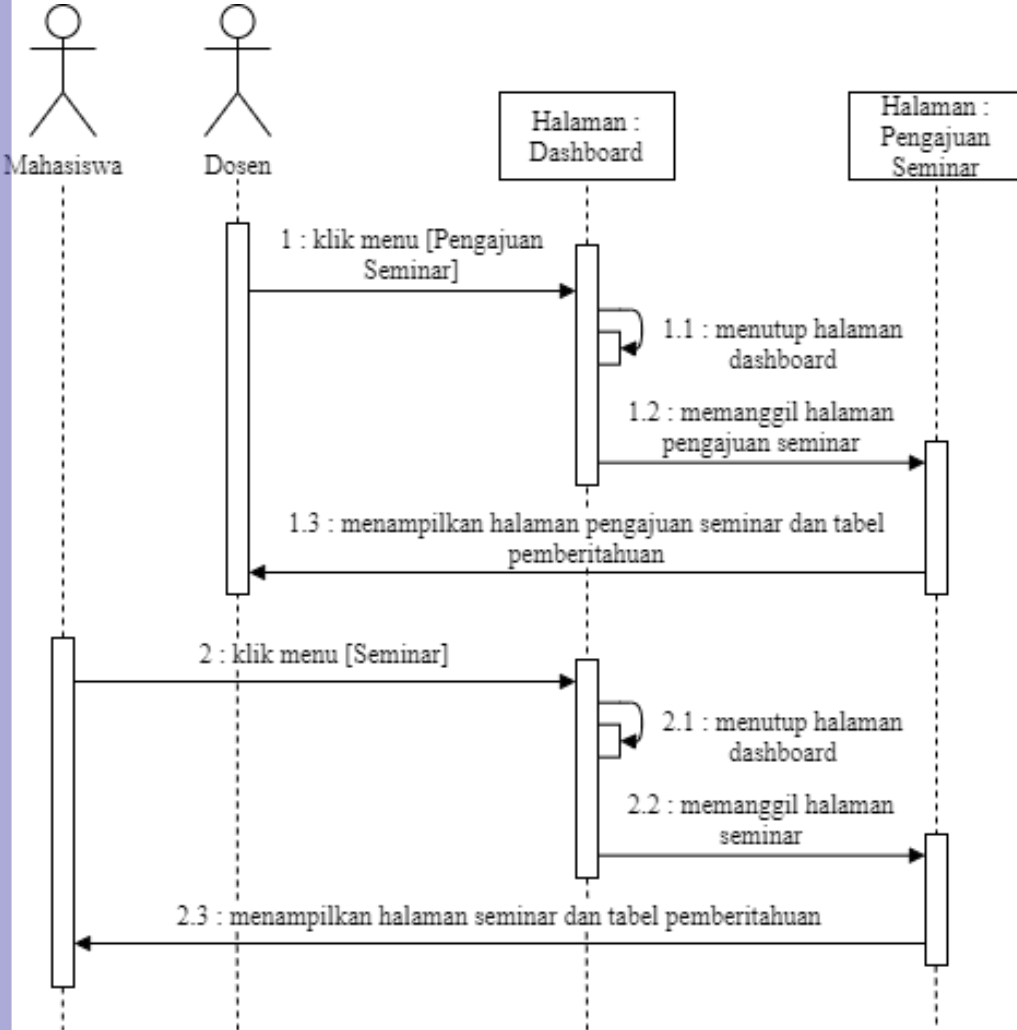 Mahasiswa
Dosen
Halaman :
Dashboard
Halaman :
Pengajuan
Seminar
1 : klik menu [Pengajuan
Seminar]
1.1 : menutup halaman
dashboard
1.2 : memanggil halaman
pengajuan seminar
1.3 : menampilkan halaman pengajuan seminar dan tabel
pemberitahuan
2 : klik menu [Seminar]
2.1 : menutup halaman
dashboard
2.2 : memanggil halaman
seminar
2.3 : menampilkan halaman seminar dan tabel pemberitahuan